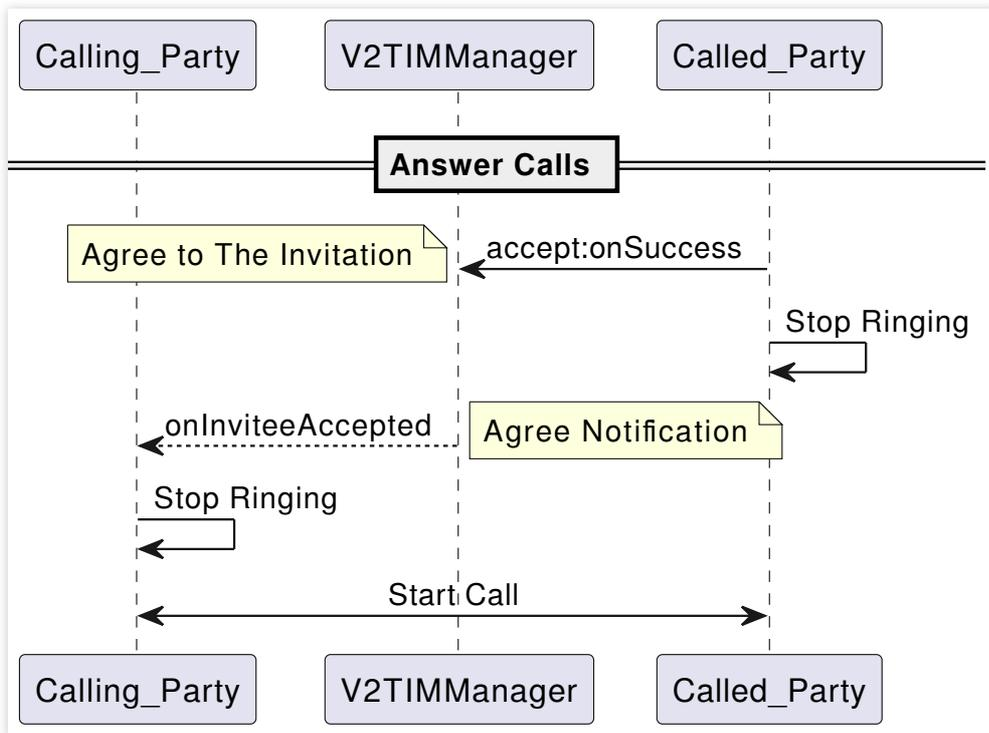 Calling_Party
V2TIMManager
Called_Party
Answer Calls
Agree to The Invitation
accept:onSuccess
Stop Ringing
onInviteeAccepted
Agree Notification
Stop Ringing
Start Call
Calling_Party
V2TIMManager
Called_Party